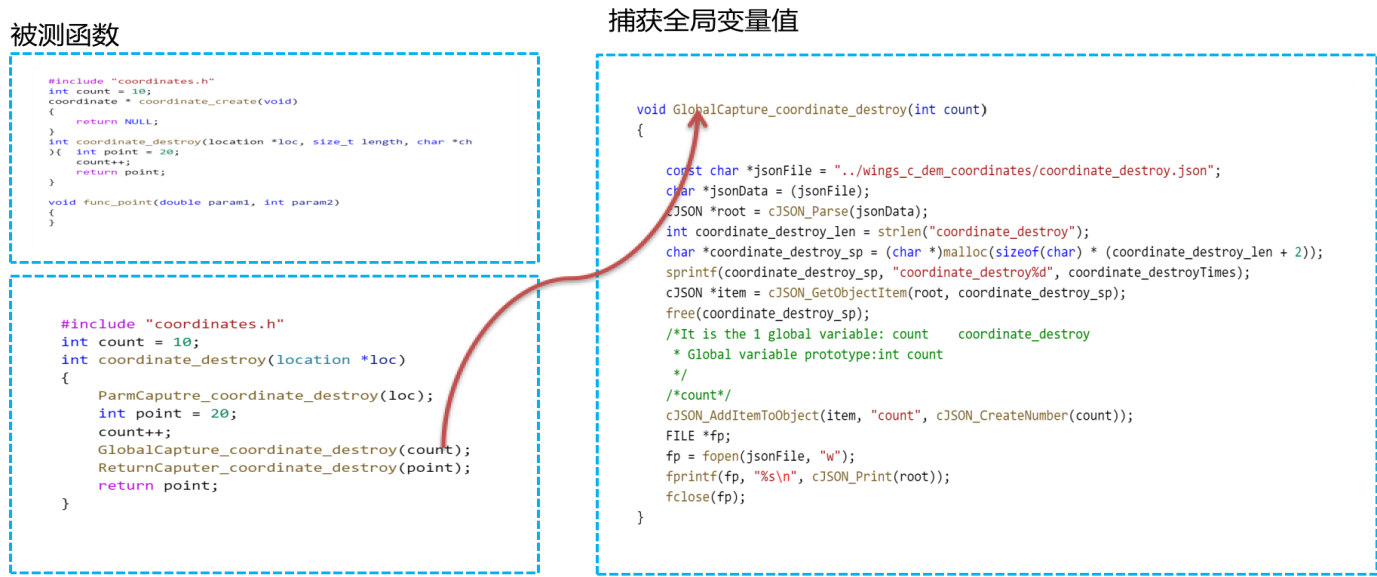 被测函数
#include "coordinates.h"
int count = 10;
coordinate * coordinate_create(void)
{
    return NULL;
}
int coordinate_destroy(location *loc, size_t length, char *ch
){  int point = 20;
    count++;
    return point;
}
void func_point(double param1, int param2)
{
}
#include "coordinates.h"
int count = 10;
int coordinate_destroy(location *loc)
{
    ParmCaputre_coordinate_destroy(loc);
    int point = 20;
    count++;
    GlobalCapture_coordinate_destroy(count);
    ReturnCaputer_coordinate_destroy(point);
    return point;
}
捕获全局变量值
void GlobalCapture_coordinate_destroy(int count)
{
    const char *jsonFile = "../wings_c_dem_coordinates/coordinate_destroy.json";
    char *jsonData = (jsonFile);
    cJSON *root = cJSON_Parse(jsonData);
    int coordinate_destroy_len = strlen("coordinate_destroy");
    char *coordinate_destroy_sp = (char *)malloc(sizeof(char) * (coordinate_destroy_len + 2));
    sprintf(coordinate_destroy_sp, "coordinate_destroy%d", coordinate_destroyTimes);
    cJSON *item = cJSON_GetObjectItem(root, coordinate_destroy_sp);
    free(coordinate_destroy_sp);
    /*It is the 1 global variable: count    coordinate_destroy
     * Global variable prototype:int count
     */
    /*count*/
    cJSON_AddItemToObject(item, "count", cJSON_CreateNumber(count));
    FILE *fp;
    fp = fopen(jsonFile, "w");
    fprintf(fp, "%s\n", cJSON_Print(root));
    fclose(fp);
}